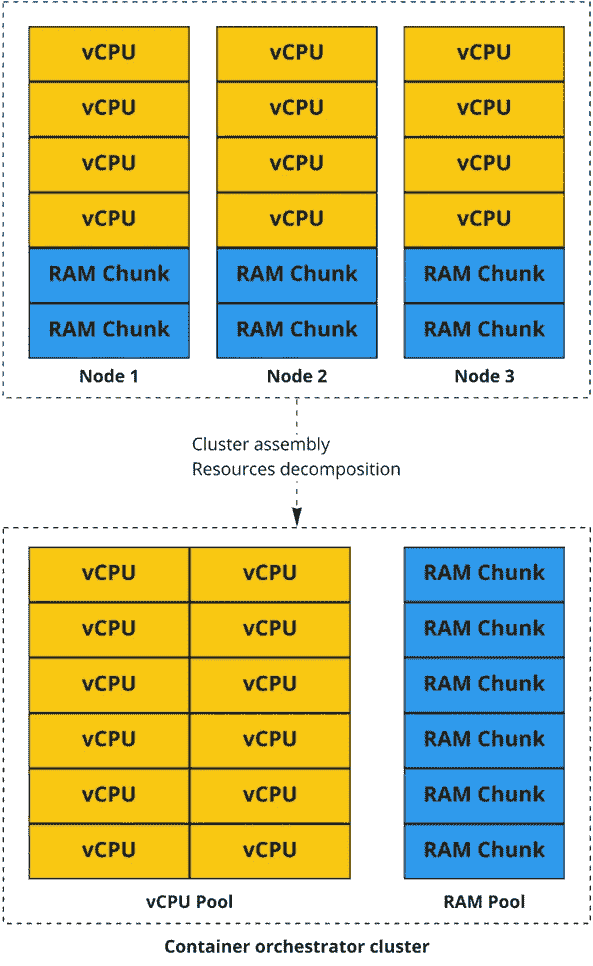 vCPU vCPU vCPU
vCPU vCPU vCPU
vCPU vCPU vCPU
vCPU vCPU vCPU
RAM Chunk RAM Chunk RAM Chunk
RAM Chunk RAM Chunk RAM Chunk
Node 1 Node 2 Node 3
Cluster assembly
Resources decomposition
vCPU vCPU RAM Chunk
vCPU vCPU RAM Chunk
vCPU vCPU RAM Chunk
vCPU vCPU RAM Chunk
vCPU vCPU RAM Chunk
vCPU vCPU RAM Chunk
vCPU Pool RAM Pool
Container orchestrator cluster